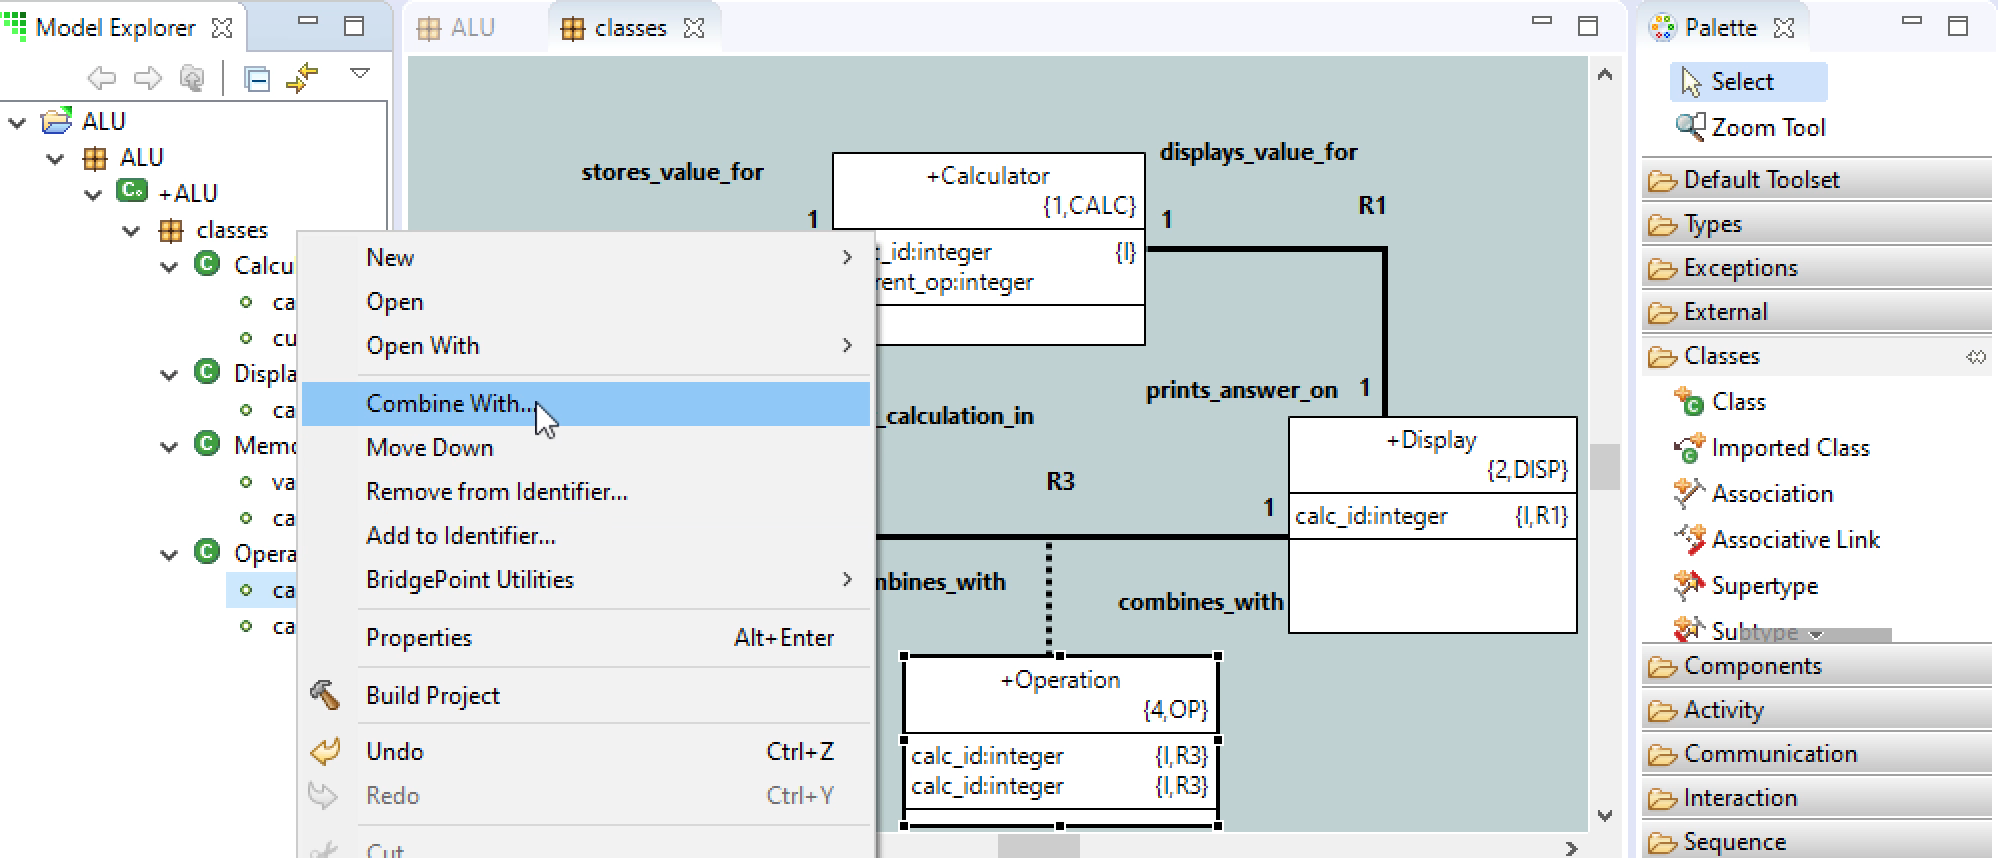 Model Explorer
ALU
ALU
+ALU
classes
Calcu
ca
cu
Displa
ca
Memo
va
ca
Opera
ca
ca
New
Open
Open With
Combine With...
Move Down
Remove from Identifier...
Add to Identifier...
BridgePoint Utilities
Properties Alt+Enter
Build Project
Undo Ctrl+Z
Redo Ctrl+Y
Cut
ALU classes
stores_value_for
1
+Calculator
{1,CALC}
c_id:integer {I}
rent_op:integer
displays_value_for
1
R1
prints_answer_on 1
_calculation_in
R3
1
+Display
{2,DISP}
calc_id:integer {I,R1}
nbines_with
combines_with
+Operation
{4,OP}
calc_id:integer {I,R3}
calc_id:integer {I,R3}
Palette
Select
Zoom Tool
Default Toolset
Types
Exceptions
External
Classes
Class
Imported Class
Association
Associative Link
Supertype
Subtype
Components
Activity
Communication
Interaction
Sequence